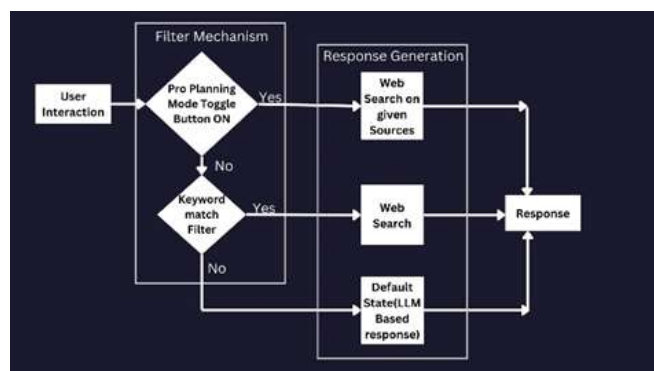 Filter Mechanism
Response Generation
User
Interaction
Pro Planning
Mode Toggle
Button ON
Yes
Web
Search on
given
Sources
No
Keyword
match
Filter
Yes
Web
Search
Response
No
Default
State(LLM
Based
response)